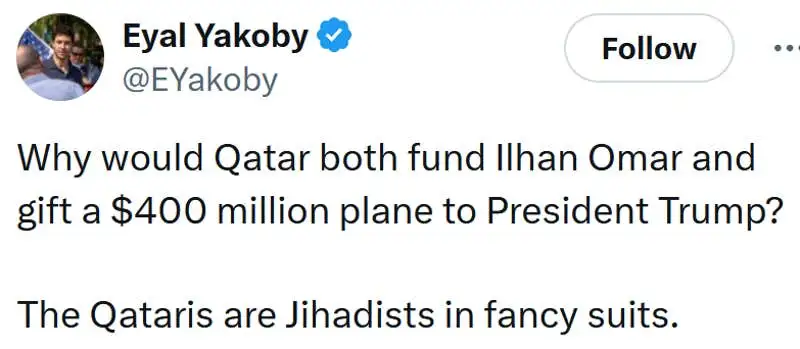 Eyal Yakoby
Follow
@EYakoby
Why would Qatar both fund Ilhan Omar and
gift a $400 million plane to President Trump?
The Qataris are Jihadists in fancy suits.